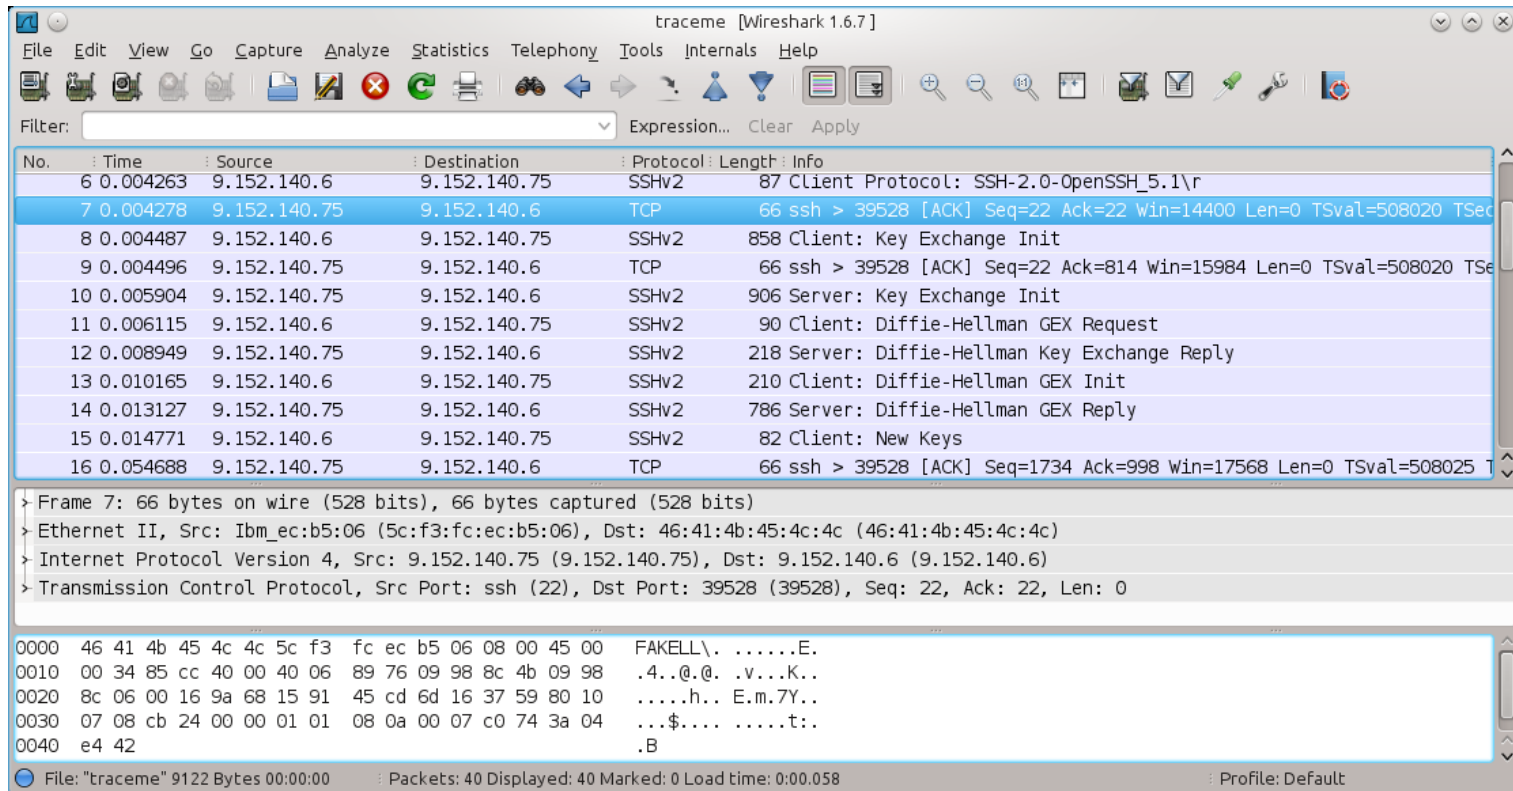 traceme [Wireshark 1.6.7 ]
File Edit View Go Capture Analyze Statistics Telephony Tools Internals Help
Filter: Expression... Clear Apply
No. Time Source Destination Protocol Length Info
6 0.004263 9.152.140.6 9.152.140.75 SSHv2 87 Client Protocol: SSH-2.0-OpenSSH_5.1\r
7 0.004278 9.152.140.75 9.152.140.6 TCP 66 ssh > 39528 [ACK] Seq=22 Ack=22 Win=14400 Len=0 TSval=508020 TSec
8 0.004487 9.152.140.6 9.152.140.75 SSHv2 858 Client: Key Exchange Init
9 0.004496 9.152.140.75 9.152.140.6 TCP 66 ssh > 39528 [ACK] Seq=22 Ack=814 Win=15984 Len=0 TSval=508020 TSe
10 0.005904 9.152.140.75 9.152.140.6 SSHv2 906 Server: Key Exchange Init
11 0.006115 9.152.140.6 9.152.140.75 SSHv2 90 Client: Diffie-Hellman GEX Request
12 0.008949 9.152.140.75 9.152.140.6 SSHv2 218 Server: Diffie-Hellman Key Exchange Reply
13 0.010165 9.152.140.6 9.152.140.75 SSHv2 210 Client: Diffie-Hellman GEX Init
14 0.013127 9.152.140.75 9.152.140.6 SSHv2 786 Server: Diffie-Hellman GEX Reply
15 0.014771 9.152.140.6 9.152.140.75 SSHv2 82 Client: New Keys
16 0.054688 9.152.140.75 9.152.140.6 TCP 66 ssh > 39528 [ACK] Seq=1734 Ack=998 Win=17568 Len=0 TSval=508025 T
Frame 7: 66 bytes on wire (528 bits), 66 bytes captured (528 bits)
Ethernet II, Src: Ibm_ec:b5:06 (5c:f3:fc:ec:b5:06), Dst: 46:41:4b:45:4c:4c (46:41:4b:45:4c:4c)
Internet Protocol Version 4, Src: 9.152.140.75 (9.152.140.75), Dst: 9.152.140.6 (9.152.140.6)
Transmission Control Protocol, Src Port: ssh (22), Dst Port: 39528 (39528), Seq: 22, Ack: 22, Len: 0
0000 46 41 4b 45 4c 4c 5c f3 fc ec b5 06 08 00 45 00 FAKELL\. ......E.
0010 00 34 85 cc 40 00 40 06 89 76 09 98 8c 4b 09 98 .4..@.@. .v...K..
0020 8c 06 00 16 9a 68 15 91 45 cd 6d 16 37 59 80 10 .....h.. E.m.7Y..
0030 07 08 cb 24 00 00 01 01 08 0a 00 07 c0 74 3a 04 ...$.... .....t:.
0040 e4 42 .B
File: "traceme" 9122 Bytes 00:00:00 Packets: 40 Displayed: 40 Marked: 0 Load time: 0:00.058 Profile: Default